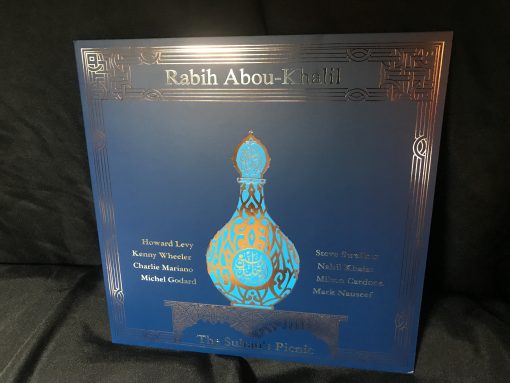 Rabih Abou-Khalil
Howard Levy
Kenny Wheeler
Charlie Mariano
Michel Godard
Steve Swallow
Nabil Khaiat
Milton Cardona
Mark Nauseef
The Sultan's Picnic